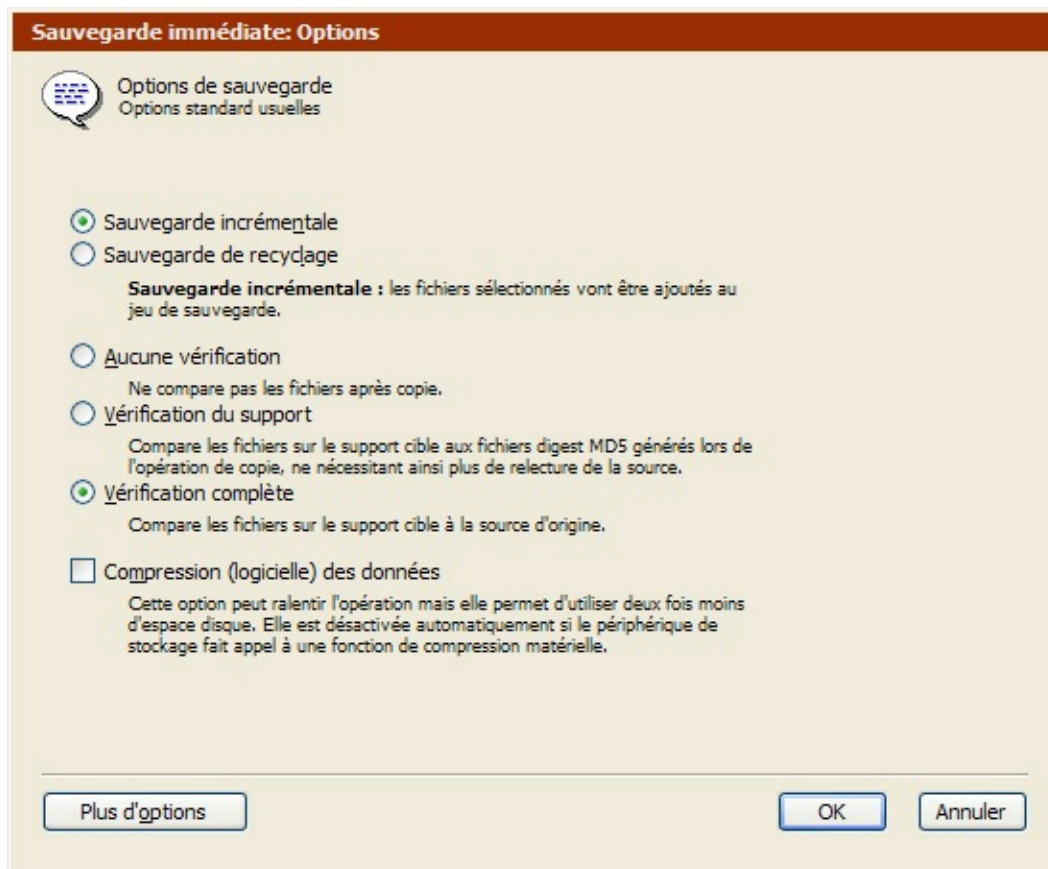 Sauvegarde immédiate: Options
Options de sauvegarde
Options standard usuelles
Sauvegarde incrémentale
Sauvegarde de recyclage
Sauvegarde incrémentale : les fichiers sélectionnés vont être ajoutés au
jeu de sauvegarde.
Aucune vérification
Ne compare pas les fichiers après copie.
Vérification du support
Compare les fichiers sur le support cible aux fichiers digest MD5 générés lors de
l'opération de copie, ne nécessitant ainsi plus de relecture de la source.
Vérification complète
Compare les fichiers sur le support cible à la source d'origine.
Compression (logicielle) des données
Cette option peut ralentir l'opération mais elle permet d'utiliser deux fois moins
d'espace disque. Elle est désactivée automatiquement si le périphérique de
stockage fait appel à une fonction de compression matérielle.
Plus d'options
OK
Annuler